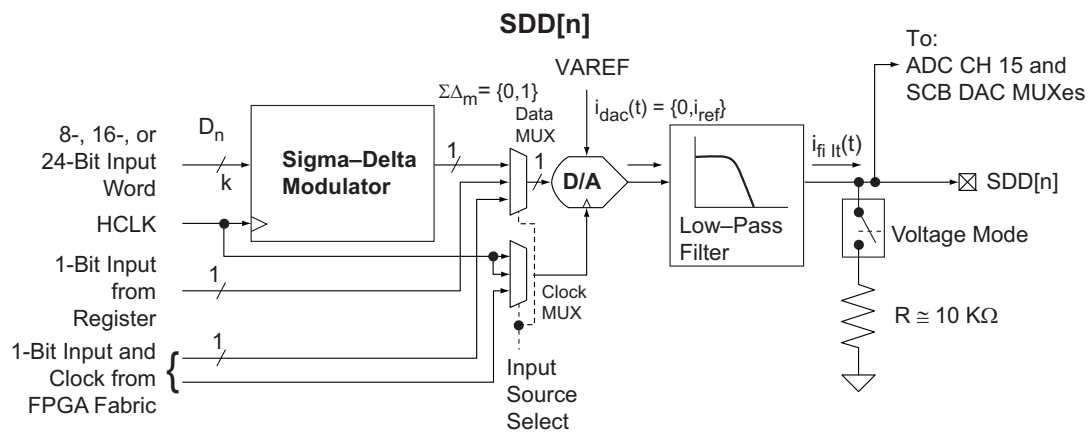 SDD[n]
To:
ADC CH 15 and
SCB DAC MUXes
VAREF
ΣΔm= {0,1}
idac(t) = {0,iref}
Data
MUX
8-, 16-, or
24-Bit Input
Word
Dn
k
Sigma–Delta
Modulator
1
1
D/A
Low–Pass
Filter
ifi lt(t)
SDD[n]
HCLK
Voltage Mode
1-Bit Input
from
Register
1
Clock
MUX
R ≅ 10 KΩ
1-Bit Input and
Clock from
FPGA Fabric
{
1
Input
Source
Select